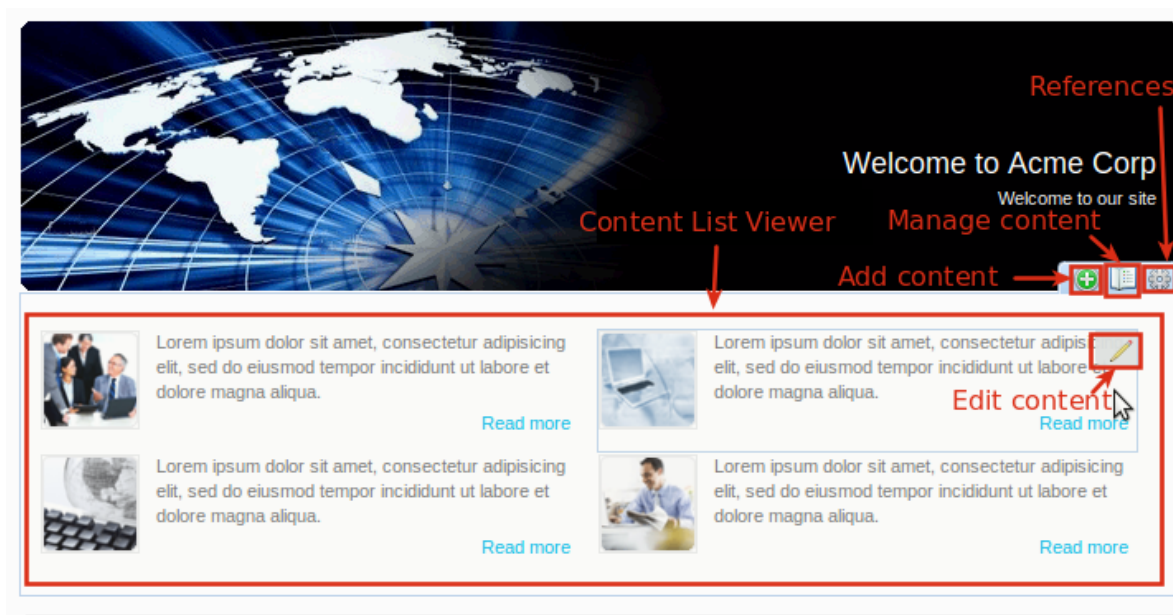 References
Welcome to Acme Corp
Welcome to our site
Content List Viewer
Manage content
Add content
Lorem ipsum dolor sit amet, consectetur adipisicing
elit, sed do eiusmod tempor incididunt ut labore et
dolore magna aliqua.
Read more
Lorem ipsum dolor sit amet, consectetur
elit, sed do eiusmod tempor incididunt ut labore
dolore magna aliqua.
Edit content
Read more
Lorem ipsum dolor sit amet, consectetur adipisicing
elit, sed do eiusmod tempor incididunt ut labore et
dolore magna aliqua.
Read more
Lorem ipsum dolor sit amet, consectetur adipisicing
elit, sed do eiusmod tempor incididunt ut labore et
dolore magna aliqua.
Read more